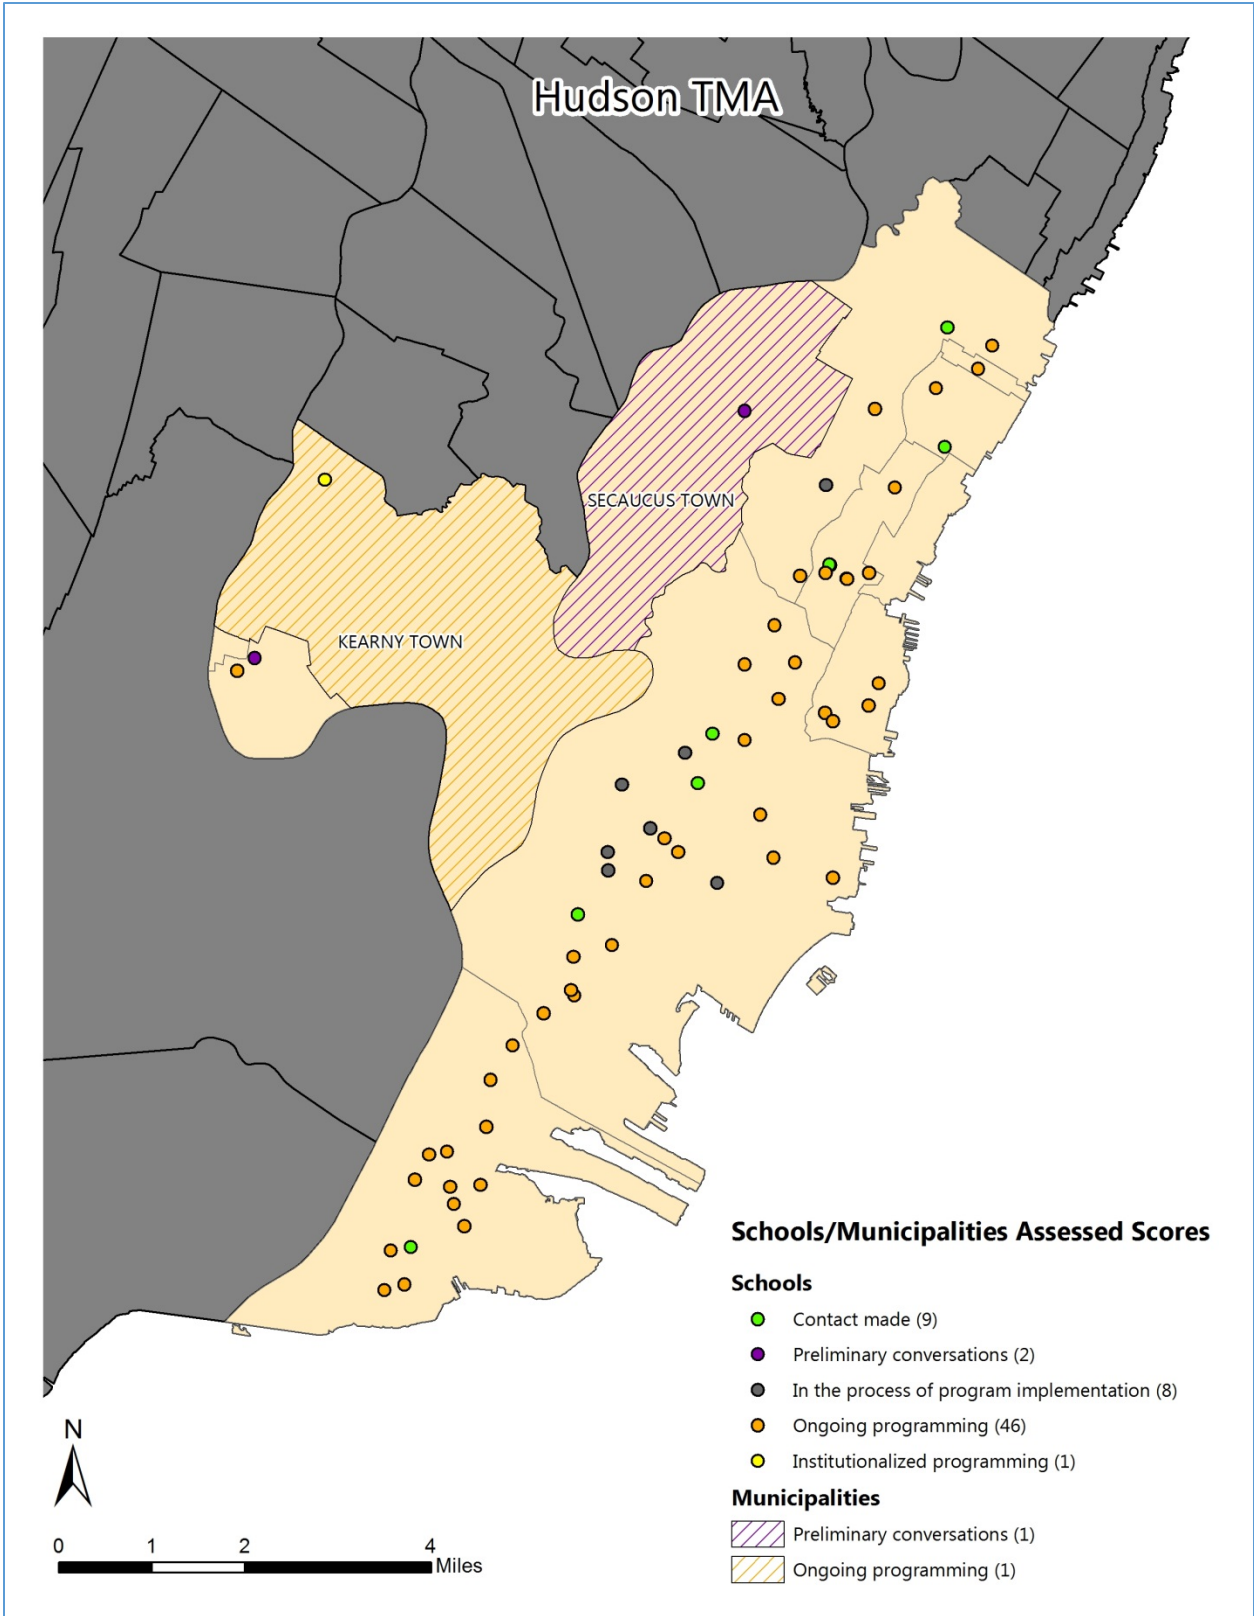 Hudson TMA
SECAUCUS TOWN
KEARNY TOWN
Schools/Municipalities Assessed Scores
Schools
Contact made (9)
Preliminary conversations (2)
In the process of program implementation (8)
Ongoing programming (46)
Institutionalized programming (1)
Municipalities
Preliminary conversations (1)
Ongoing programming (1)
N
0 1 2 4
Miles